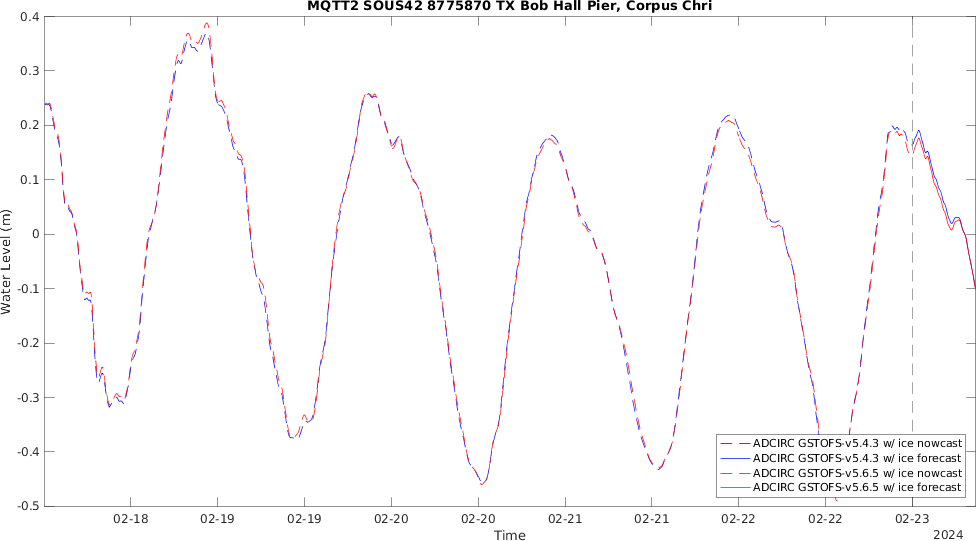 MQTT2 SOUS42 8775870 TX Bob Hall Pier, Corpus Chri
Water Level (m)
0.4
0.3
0.2
0.1
0
-0.1
-0.2
-0.3
-0.4
-0.5
ADCIRC GSTOFS-v5.4.3 w/ ice nowcast
ADCIRC GSTOFS-v5.4.3 w/ ice forecast
ADCIRC GSTOFS-v5.6.5 w/ ice nowcast
ADCIRC GSTOFS-v5.6.5 w/ ice forecast
02-18 02-19 02-19 02-20 02-20 02-21 02-21 02-22 02-22 02-23
Time
2024